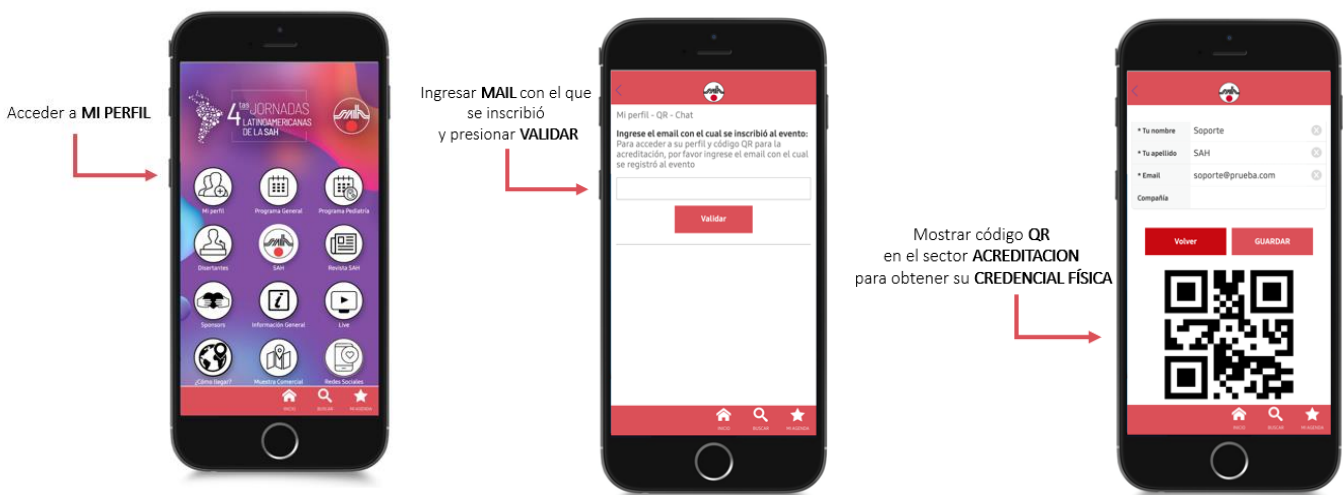 Acceder a MI PERFIL
4tas JORNADAS
LATINOAMERICANAS
DE LA SAH
Mi perfil
Programa General
Programa Pediatría
Disertantes
SAH
Revista SAH
Sponsors
Información General
Live
¿Cómo llegar?
Muestra Comercial
Redes Sociales
INICIO
BUSCAR
MI AGENDA
Ingresar MAIL con el que
se inscribió
y presionar VALIDAR
Mi perfil - QR - Chat
Ingrese el email con el cual se inscribió al evento:
Para acceder a su perfil y código QR para la
acreditación, por favor ingrese el email con el cual
se registró al evento
Validar
INICIO
BUSCAR
MI AGENDA
Mostrar código QR
en el sector ACREDITACION
para obtener su CREDENCIAL FÍSICA
* Tu nombre Soporte
* Tu apellido SAH
* Email soporte@prueba.com
Compañía
Volver
GUARDAR
INICIO
BUSCAR
MI AGENDA